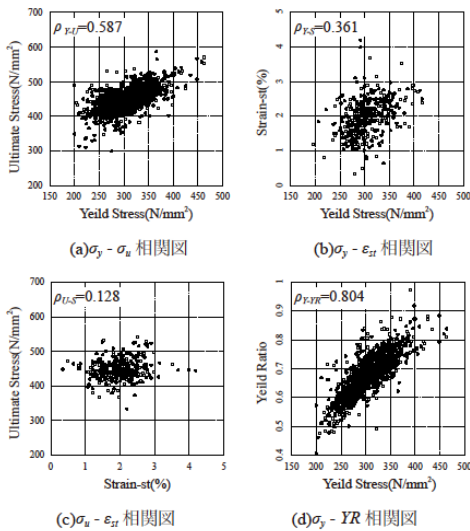 ρY-U=0.587
Ultimate Stress(N/mm²)
700
600
500
400
300
200
150 200 250 300 350 400 450 500
Yeild Stress(N/mm²)
(a)σy - σu 相関図
ρY-S=0.361
Strain-st(%)
5
4
3
2
1
0
150 200 250 300 350 400 450 500
Yeild Stress(N/mm²)
(b)σy - εst 相関図
ρU-S=0.128
Ultimate Stress(N/mm²)
700
600
500
400
300
200
0 1 2 3 4 5
Strain-st(%)
(c)σu - εst 相関図
ρY-YR=0.804
Yeild Ratio
1
0.9
0.8
0.7
0.6
0.5
0.4
150 200 250 300 350 400 450 500
Yeild Stress(N/mm²)
(d)σy - YR 相関図